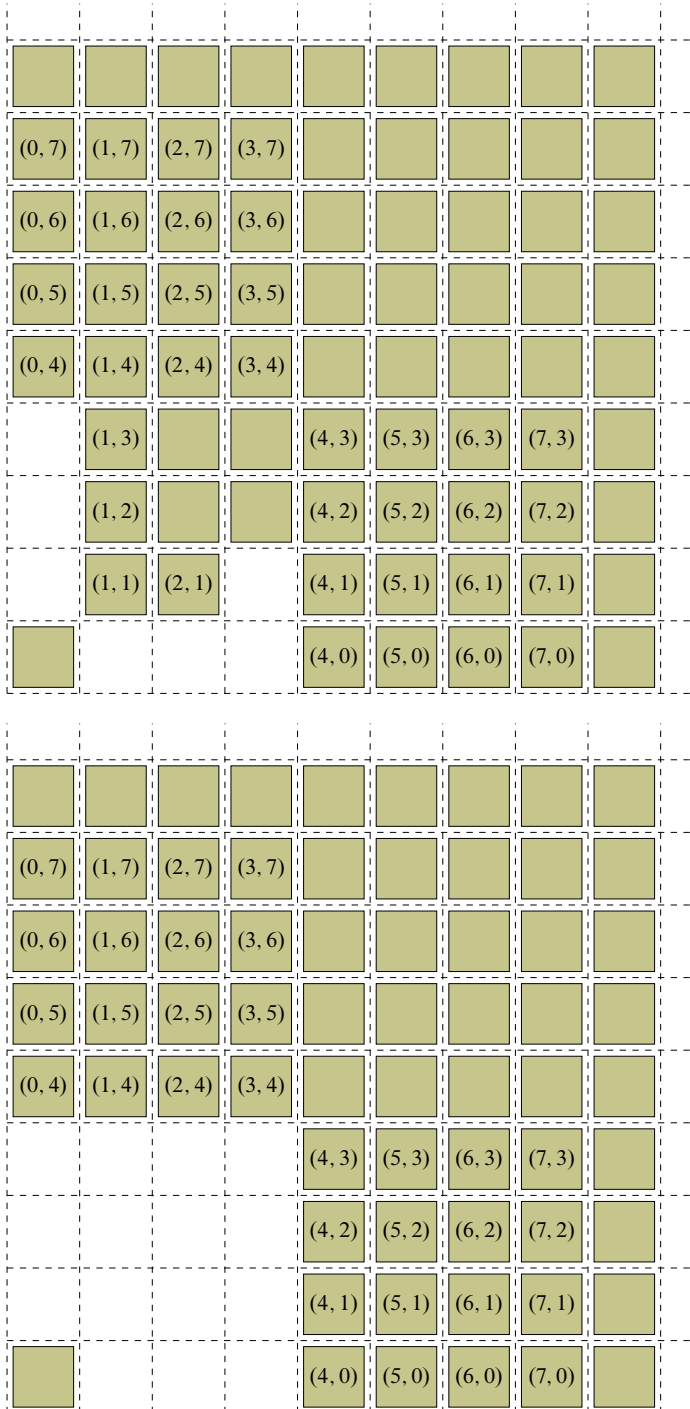 (0, 7) (1, 7) (2, 7) (3, 7)
(0, 6) (1, 6) (2, 6) (3, 6)
(0, 5) (1, 5) (2, 5) (3, 5)
(0, 4) (1, 4) (2, 4) (3, 4)
(1, 3) (4, 3) (5, 3) (6, 3) (7, 3)
(1, 2) (4, 2) (5, 2) (6, 2) (7, 2)
(1, 1) (2, 1) (4, 1) (5, 1) (6, 1) (7, 1)
(4, 0) (5, 0) (6, 0) (7, 0)
(0, 7) (1, 7) (2, 7) (3, 7)
(0, 6) (1, 6) (2, 6) (3, 6)
(0, 5) (1, 5) (2, 5) (3, 5)
(0, 4) (1, 4) (2, 4) (3, 4)
(4, 3) (5, 3) (6, 3) (7, 3)
(4, 2) (5, 2) (6, 2) (7, 2)
(4, 1) (5, 1) (6, 1) (7, 1)
(4, 0) (5, 0) (6, 0) (7, 0)